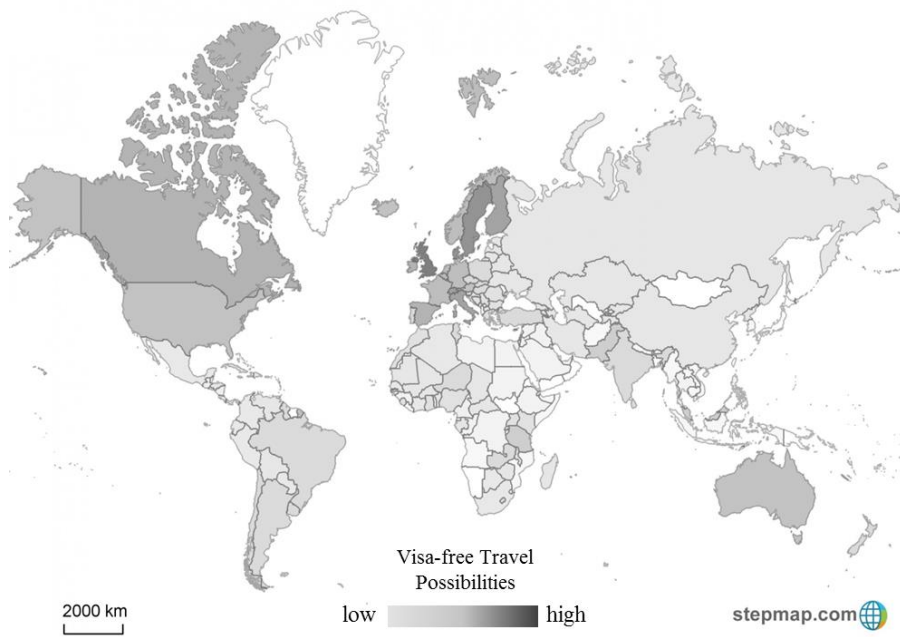 Visa-free Travel
Possibilities
low high
2000 km
stepmap.com